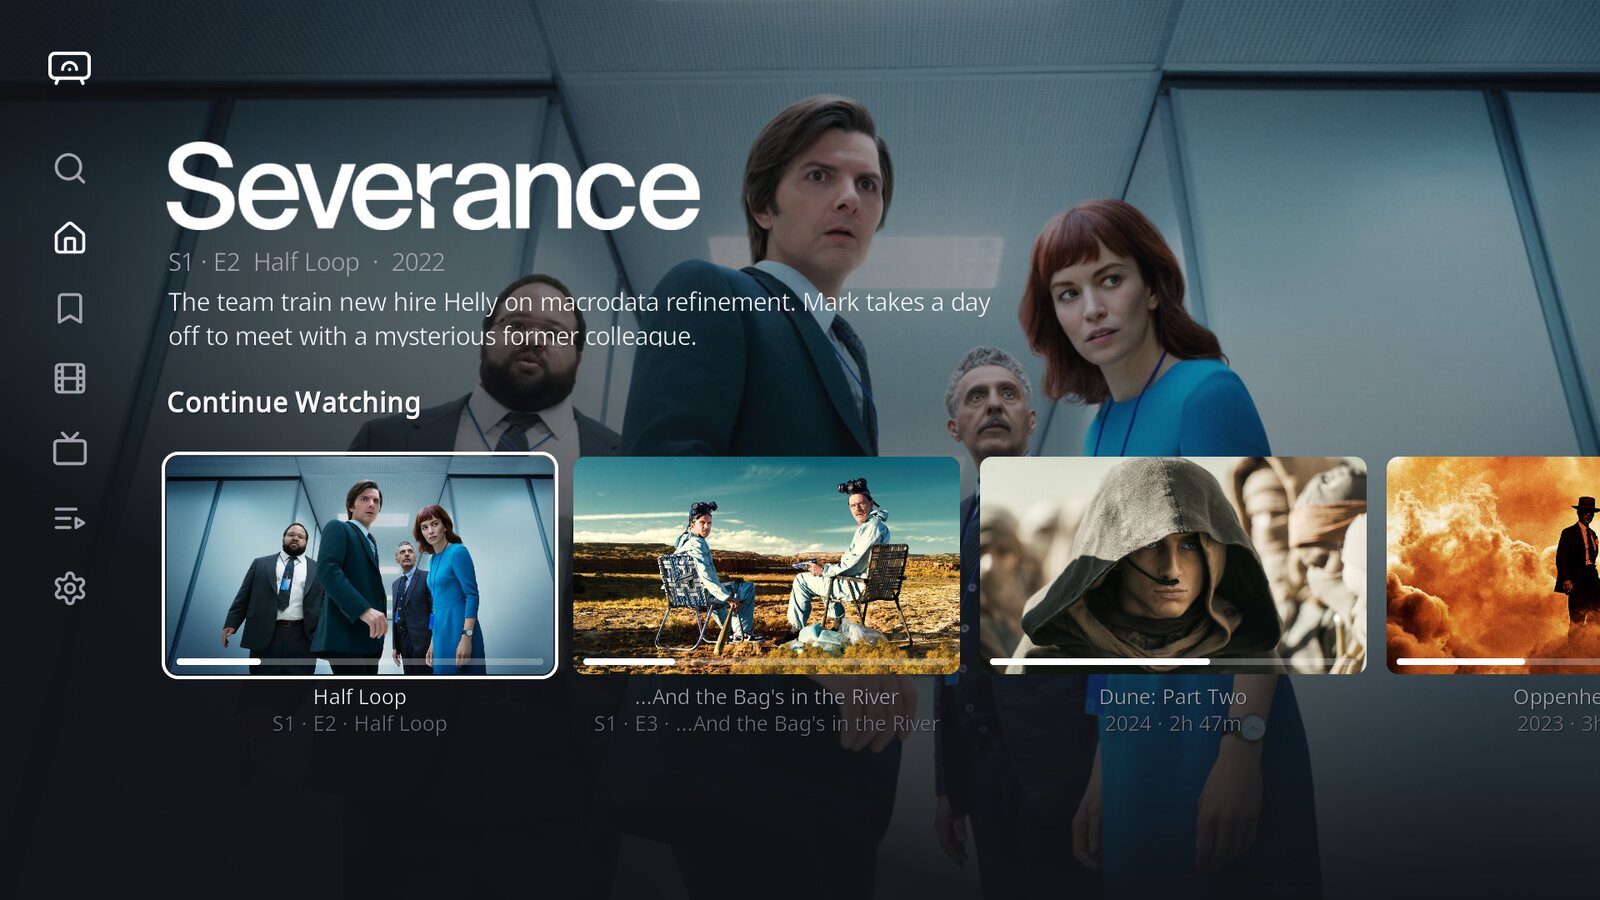 Severance
S1 · E2 Half Loop · 2022
The team train new hire Helly on macrodata refinement. Mark takes a day
off to meet with a mysterious former colleague.
Continue Watching
Half Loop
S1 · E2 · Half Loop
...And the Bag's in the River
S1 · E3 · ...And the Bag's in the River
Dune: Part Two
2024 · 2h 47m
Oppenhe
2023 · 3h